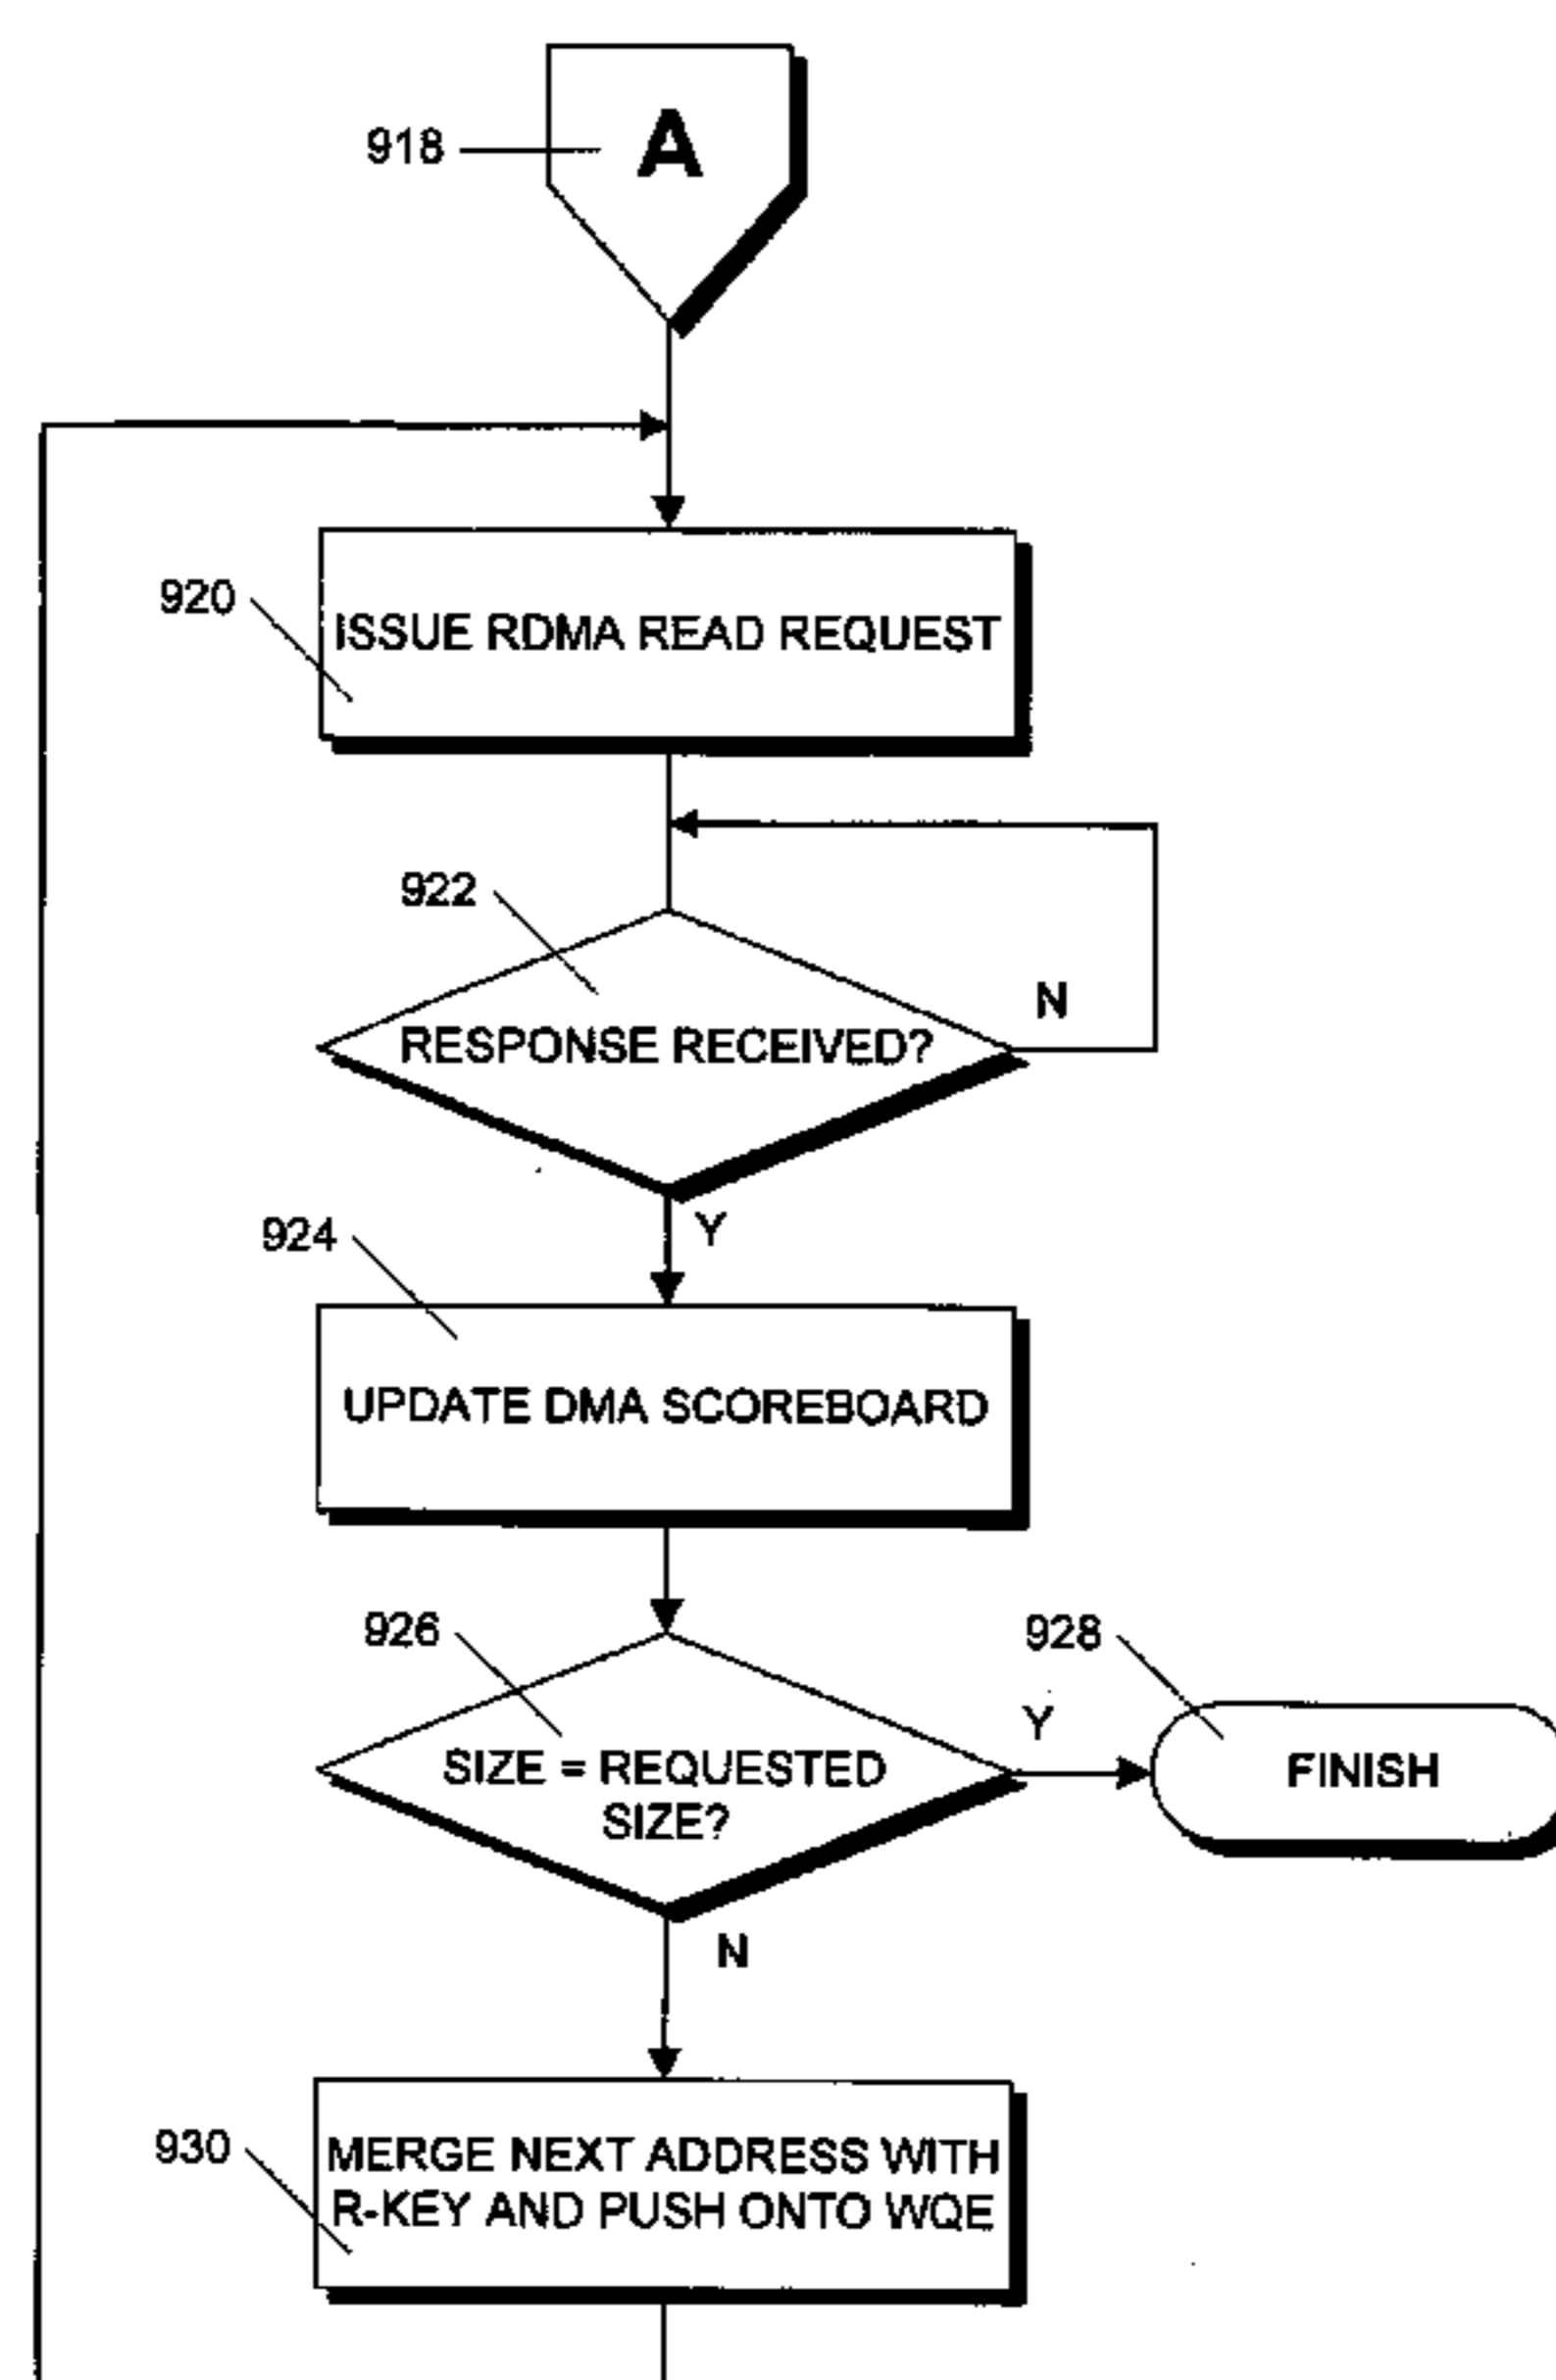 918
A
920
ISSUE RDMA READ REQUEST
922
N
RESPONSE RECEIVED?
Y
924
UPDATE DMA SCOREBOARD
926
928
Y
SIZE = REQUESTED
SIZE?
FINISH
N
930
MERGE NEXT ADDRESS WITH
R-KEY AND PUSH ONTO WQE